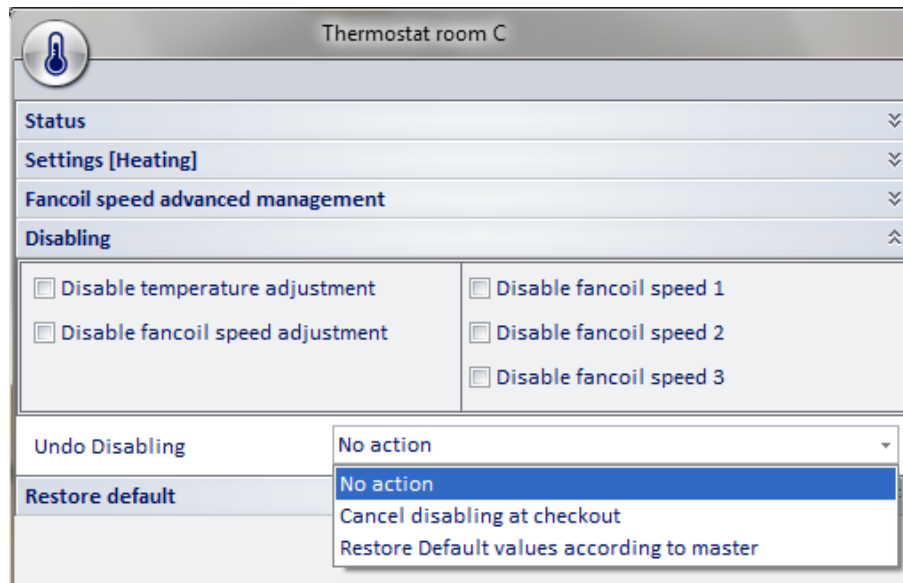 Thermostat room C
Status
Settings [Heating]
Fancoil speed advanced management
Disabling
Disable temperature adjustment
Disable fancoil speed adjustment
Disable fancoil speed 1
Disable fancoil speed 2
Disable fancoil speed 3
Undo Disabling
No action
No action
Cancel disabling at checkout
Restore Default values according to master
Restore default